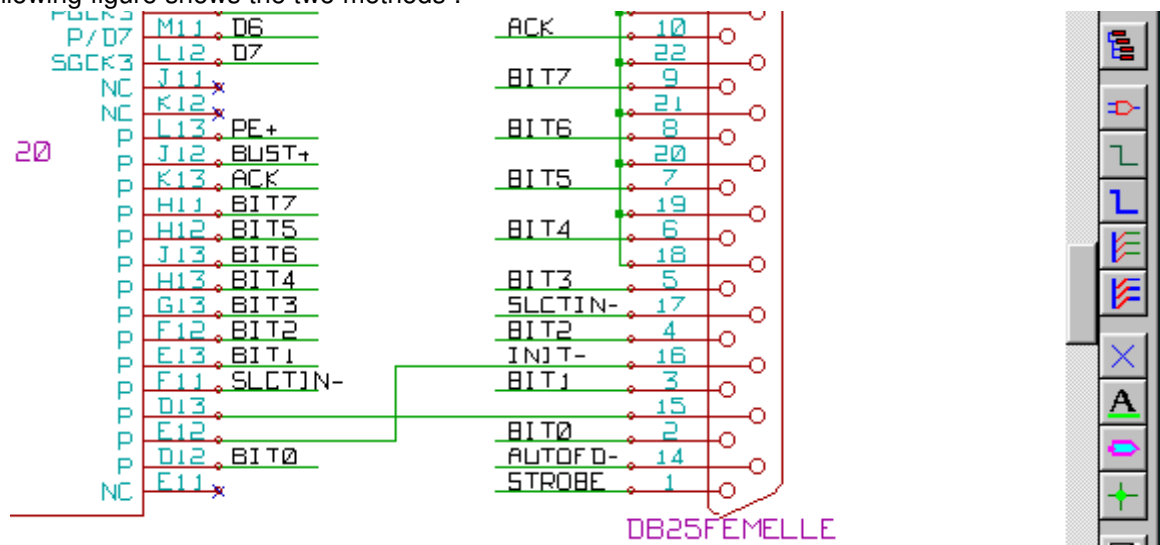 llowing figure shows the two methods :
PGCK3
P/D7 M11 D6 ACK 10
SGCK3 L12 D7 22
NC J11 BIT7 9
NC K12 21
P L13 PE+ BIT6 8
20 P J12 BUST+ 20
P K13 ACK BIT5 7
P H11 BIT7 19
P H12 BIT5 BIT4 6
P J13 BIT6 18
P H13 BIT4 BIT3 5
P G13 BIT3 SLCTIN- 17
P F12 BIT2 BIT2 4
P E13 BIT1 INIT- 16
P F11 SLCTIN- BIT1 3
P D13 15
P E12 BIT0 2
P D12 BIT0 AUTOFD- 14
NC E11 STROBE 1
DB25FEMELLE
A